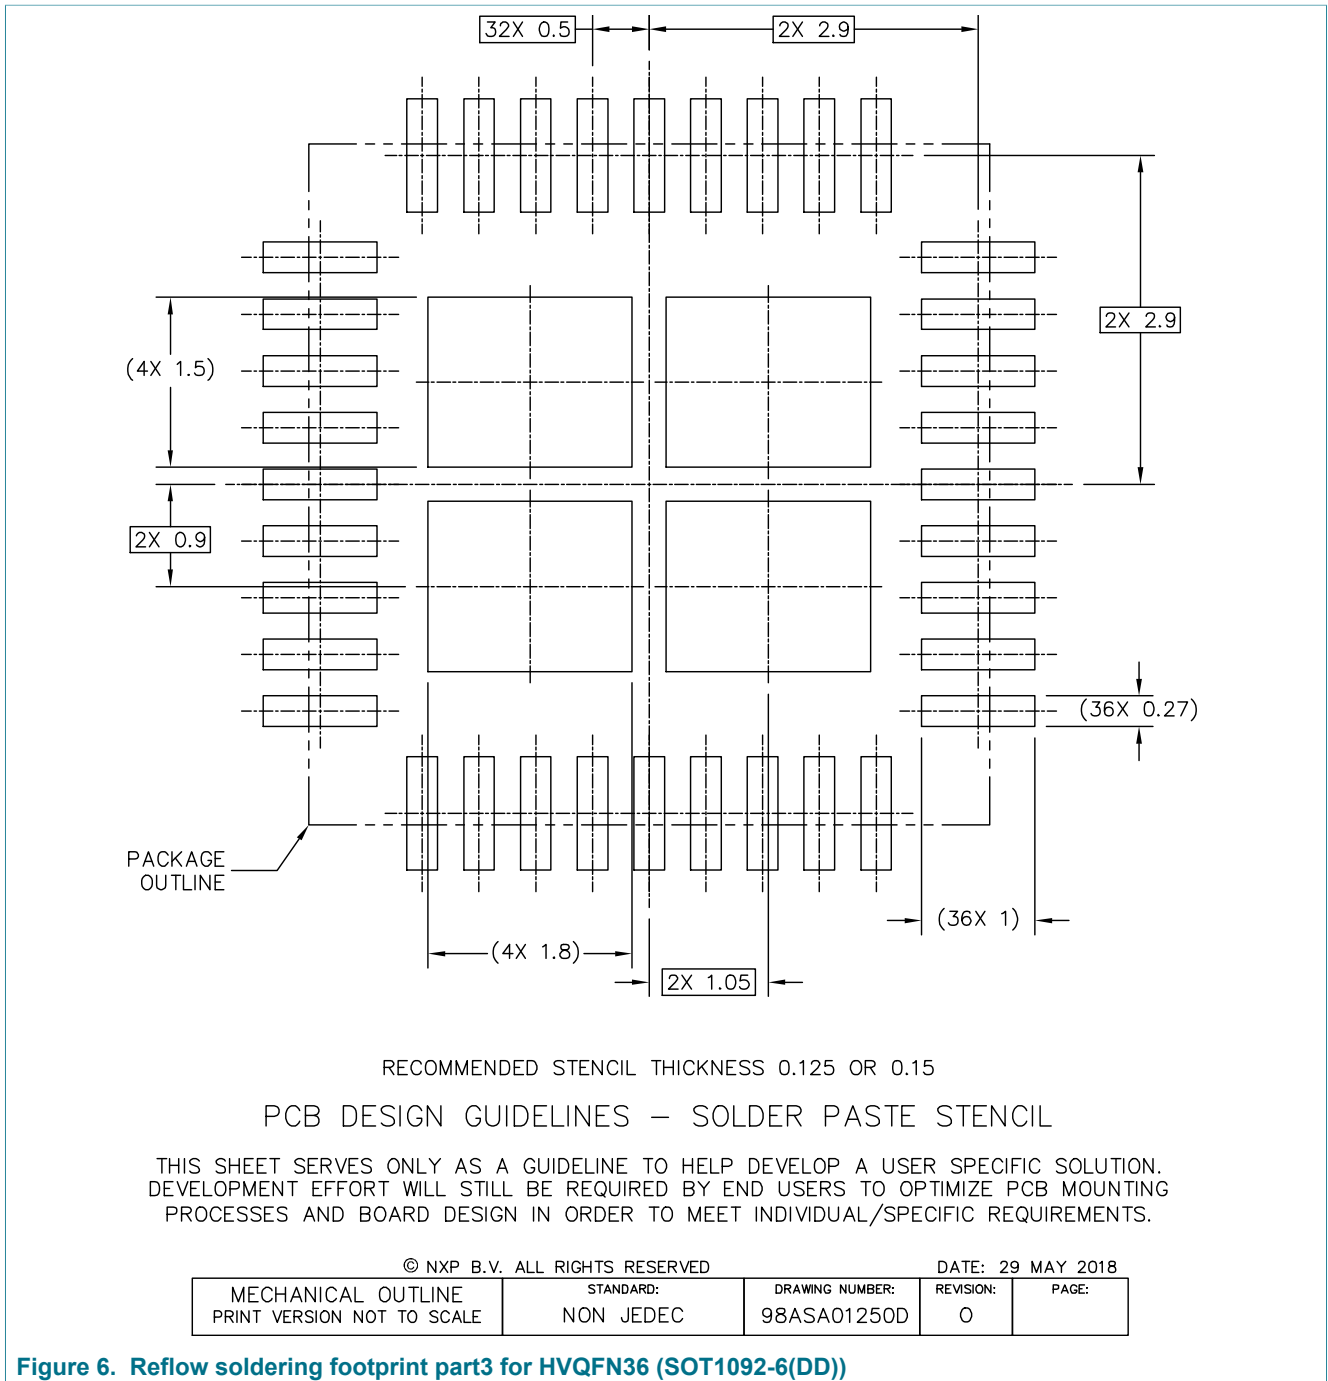 32X 0.5
2X 2.9
2X 2.9
(4X 1.5)
2X 0.9
(36X 0.27)
PACKAGE
OUTLINE
(36X 1)
(4X 1.8)
2X 1.05
RECOMMENDED STENCIL THICKNESS 0.125 OR 0.15
PCB DESIGN GUIDELINES – SOLDER PASTE STENCIL
THIS SHEET SERVES ONLY AS A GUIDELINE TO HELP DEVELOP A USER SPECIFIC SOLUTION.
DEVELOPMENT EFFORT WILL STILL BE REQUIRED BY END USERS TO OPTIMIZE PCB MOUNTING
PROCESSES AND BOARD DESIGN IN ORDER TO MEET INDIVIDUAL/SPECIFIC REQUIREMENTS.
© NXP B.V. ALL RIGHTS RESERVED
DATE: 29 MAY 2018
MECHANICAL OUTLINE
PRINT VERSION NOT TO SCALE
STANDARD:
NON JEDEC
DRAWING NUMBER:
98ASA01250D
REVISION:
O
PAGE:
Figure 6. Reflow soldering footprint part3 for HVQFN36 (SOT1092-6(DD))